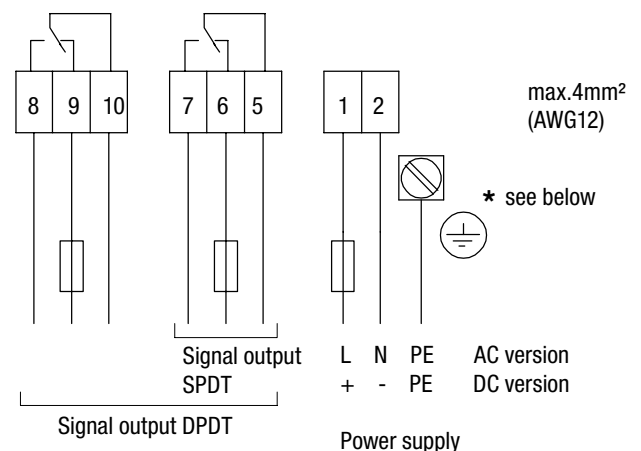 8 9 10 7 6 5 1 2
max.4mm²
(AWG12)
* see below
Signal output
SPDT
L N PE AC version
+ - PE DC version
Signal output DPDT
Power supply